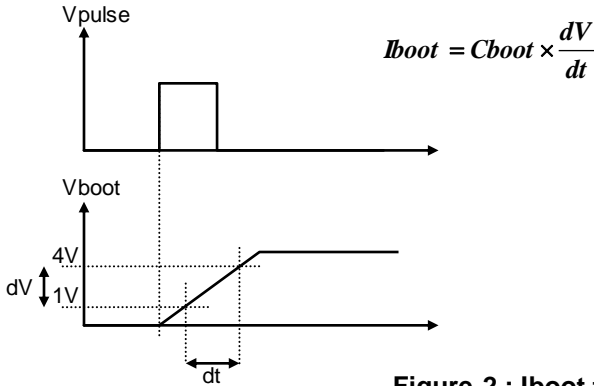 Vpulse
Iboot = Cboot × dV/dt
Vboot
4V
dV
1V
dt
Figure 2 : Iboot